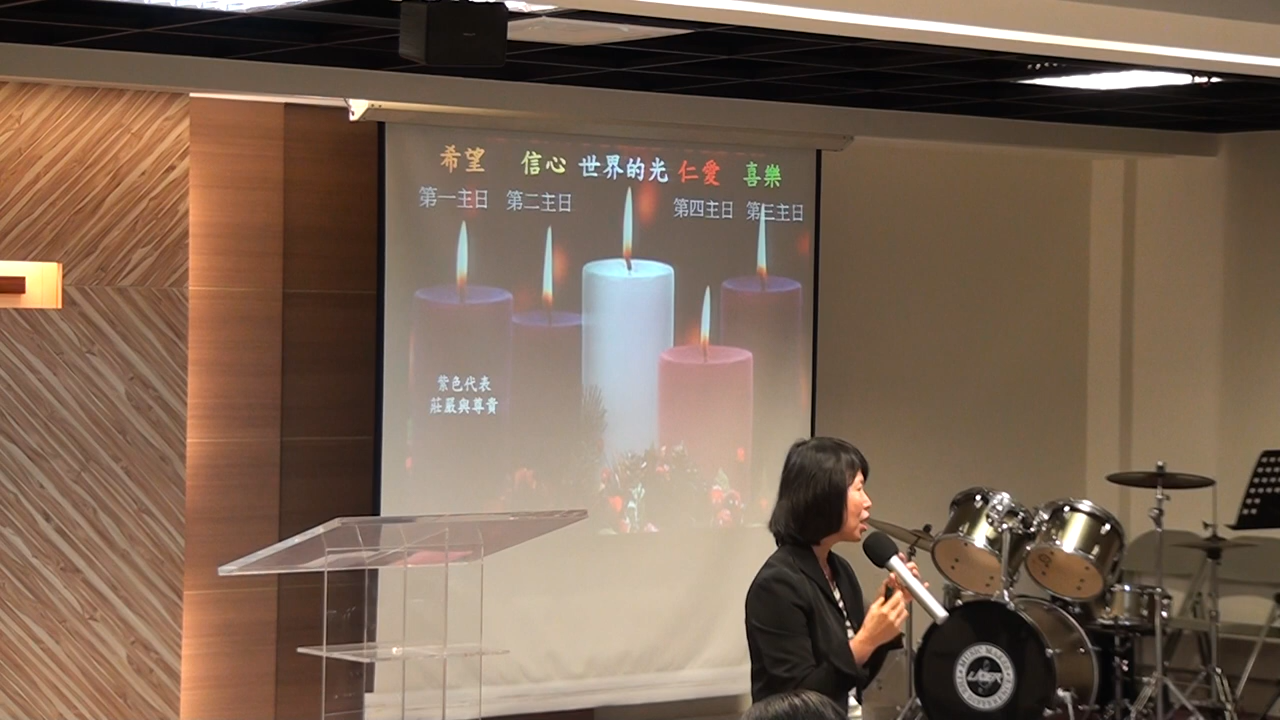 希望 信心 世界的光 仁愛 喜樂
第一主日 第二主日 第四主日 第三主日
紫色代表
莊嚴與尊貴
LAZER